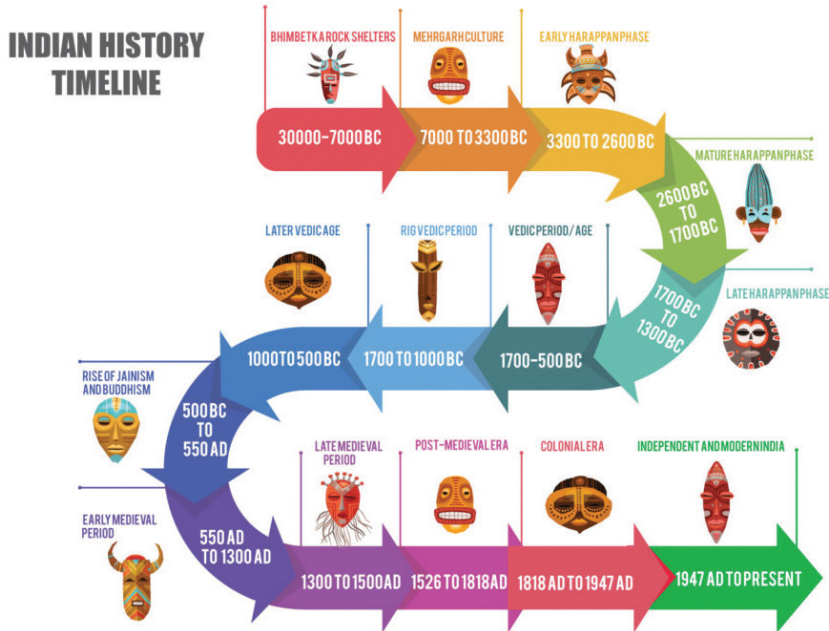 INDIAN HISTORY
TIMELINE
BHIMBETKA ROCK SHELTERS
30000-7000 BC
MEHRGARH CULTURE
7000 TO 3300 BC
EARLY HARAPPAN PHASE
3300 TO 2600 BC
MATURE HARAPPAN PHASE
2600 BC
TO
1700 BC
LATE HARAPPAN PHASE
1700 BC
TO
1300 BC
VEDIC PERIOD/ AGE
1700-500 BC
RIG VEDIC PERIOD
1700 TO 1000 BC
LATER VEDIC AGE
1000 TO 500 BC
RISE OF JAINISM
AND BUDDHISM
500 BC
TO
550 AD
EARLY MEDIEVAL
PERIOD
550 AD
TO 1300 AD
LATE MEDIEVAL
PERIOD
1300 TO 1500AD
POST-MEDIEVAL ERA
1526 TO 1818AD
COLONIAL ERA
1818 AD TO 1947 AD
INDEPENDENT AND MODERN INDIA
1947 AD TO PRESENT